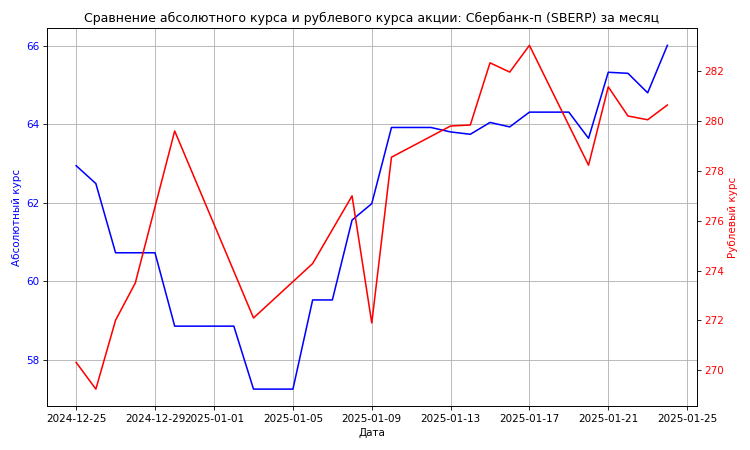 Сравнение абсолютного курса и рублевого курса акции: Сбербанк-п (SBERP) за месяц
Абсолютный курс
66
64
62
60
58
Рублевый курс
282
280
278
276
274
272
270
2024-12-25 2024-12-29 2025-01-01 2025-01-05 2025-01-09 2025-01-13 2025-01-17 2025-01-21 2025-01-25
Дата